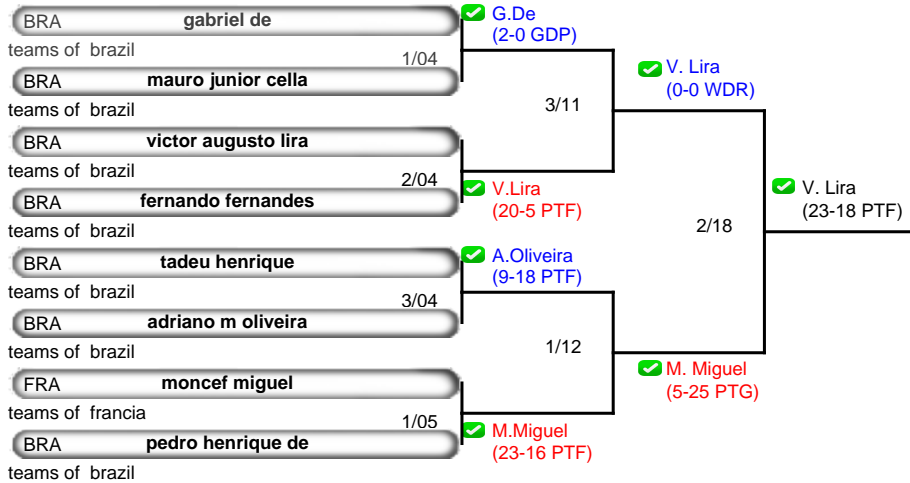 BRA gabriel de
teams of brazil
1/04
BRA mauro junior cella
teams of brazil
BRA victor augusto lira
teams of brazil
2/04
BRA fernando fernandes
teams of brazil
BRA tadeu henrique
teams of brazil
3/04
BRA adriano m oliveira
teams of brazil
FRA moncef miguel
teams of francia
1/05
BRA pedro henrique de
teams of brazil
G.De
(2-0 GDP)
3/11
V.Lira
(20-5 PTF)
A.Oliveira
(9-18 PTF)
1/12
M.Miguel
(23-16 PTF)
V. Lira
(0-0 WDR)
2/18
M. Miguel
(5-25 PTG)
V. Lira
(23-18 PTF)